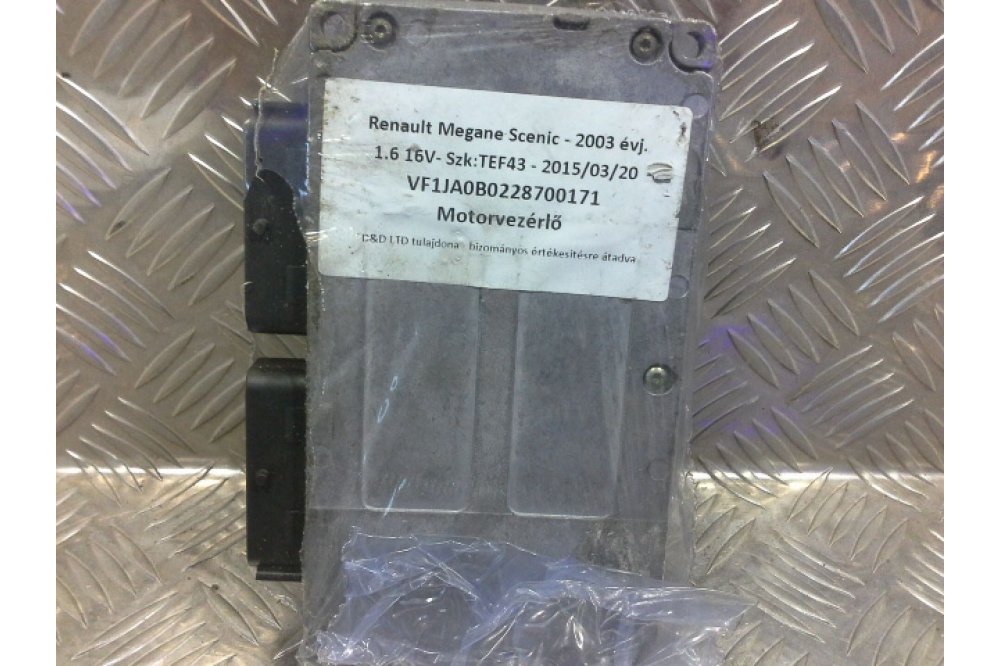 Renault Megane Scenic - 2003 évj.
1.6 16V- Szk:TEF43 - 2015/03/20
VF1JA0B0228700171
Motorvezérlő
C&D LTD tulajdona bizományos értékesítésre átadva